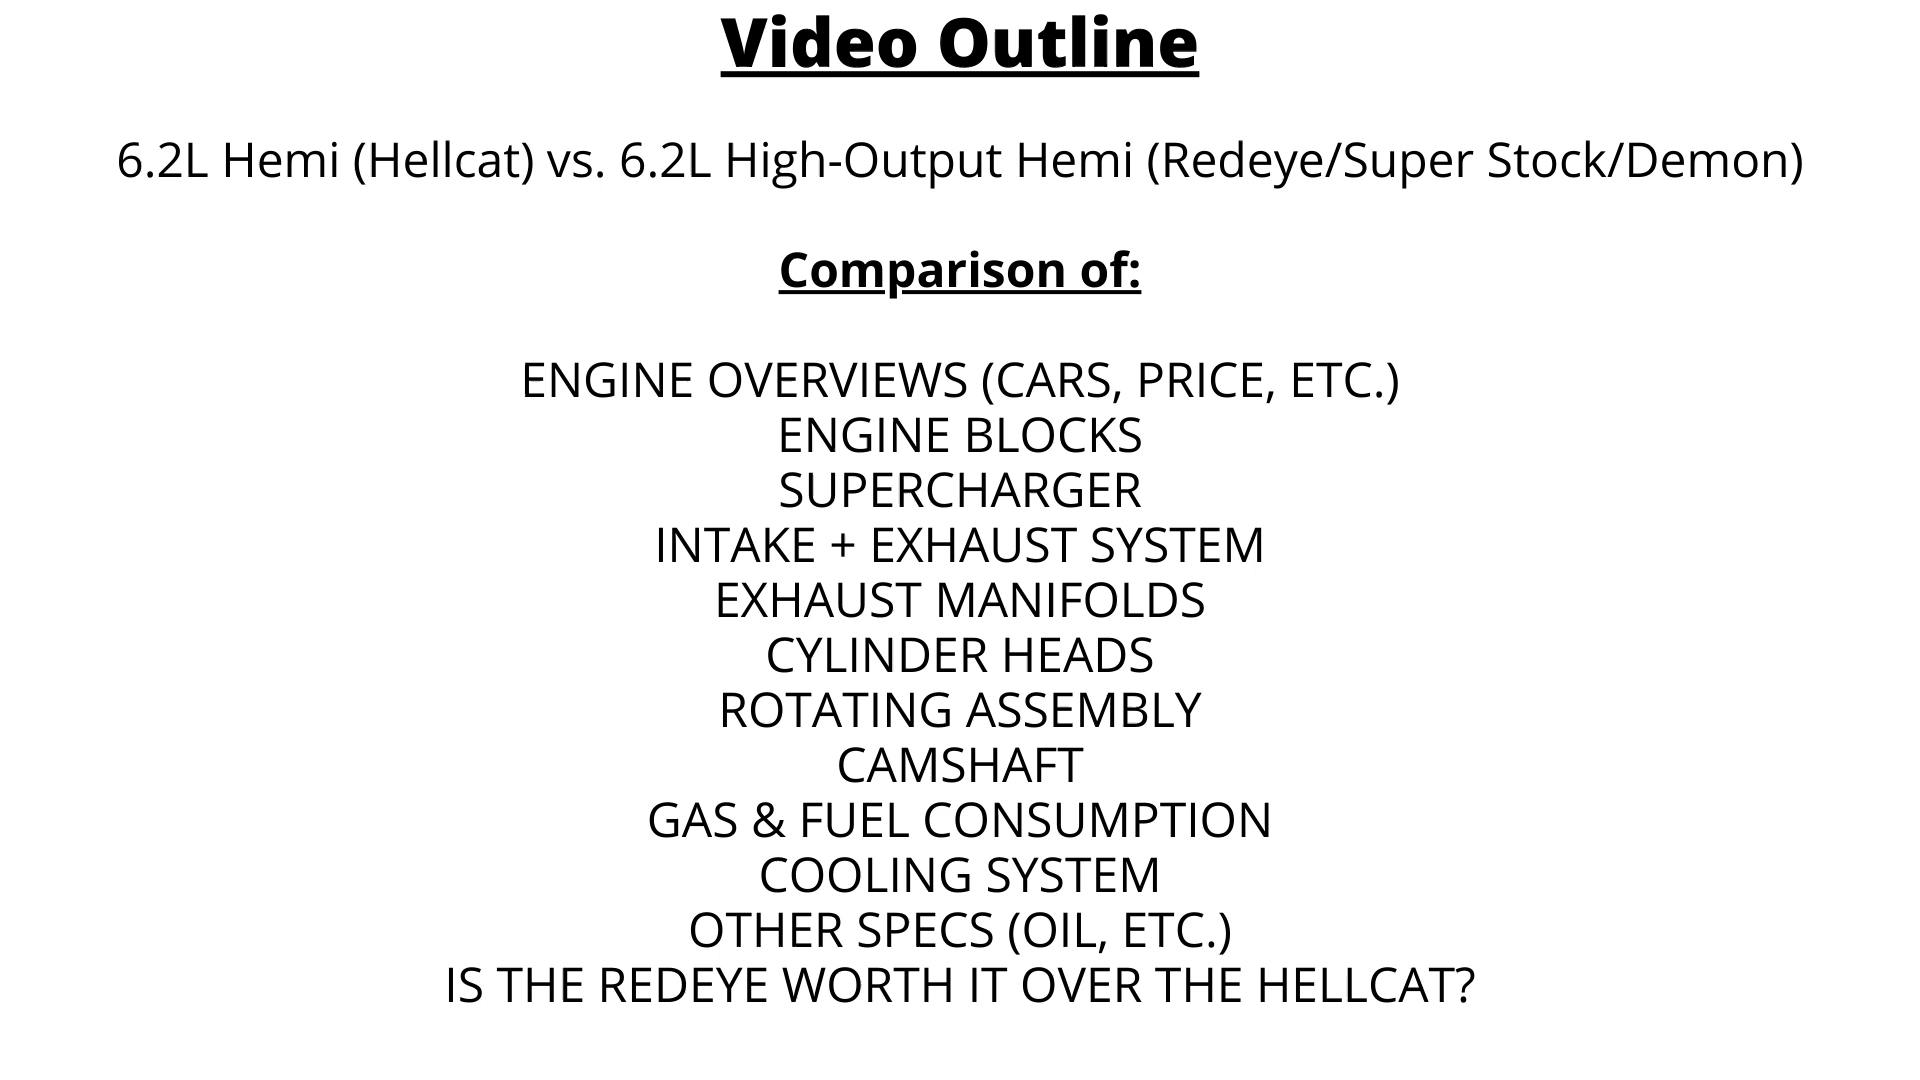 Video Outline
6.2L Hemi (Hellcat) vs. 6.2L High-Output Hemi (Redeye/Super Stock/Demon)
Comparison of:
ENGINE OVERVIEWS (CARS, PRICE, ETC.)
ENGINE BLOCKS
SUPERCHARGER
INTAKE + EXHAUST SYSTEM
EXHAUST MANIFOLDS
CYLINDER HEADS
ROTATING ASSEMBLY
CAMSHAFT
GAS & FUEL CONSUMPTION
COOLING SYSTEM
OTHER SPECS (OIL, ETC.)
IS THE REDEYE WORTH IT OVER THE HELLCAT?